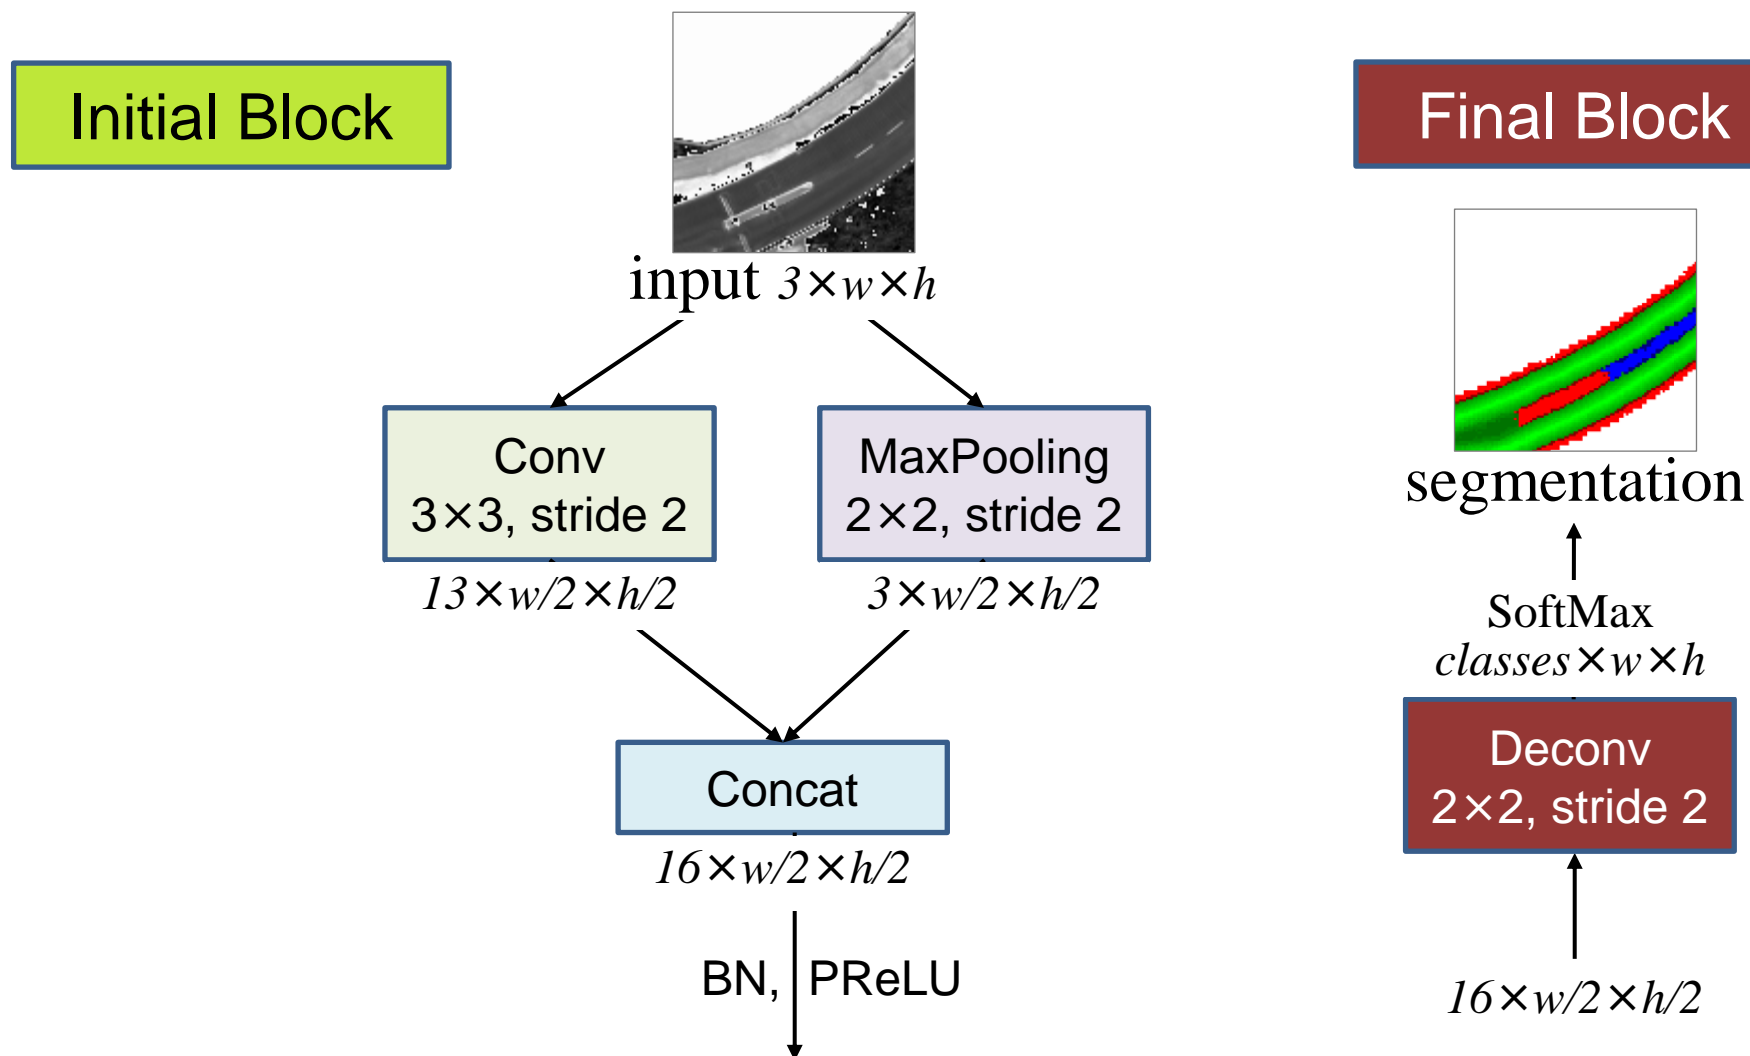 Initial Block
input 3×w×h
Conv
3×3, stride 2
MaxPooling
2×2, stride 2
13×w/2×h/2
3×w/2×h/2
Concat
16×w/2×h/2
BN, PReLU
Final Block
segmentation
SoftMax
classes×w×h
Deconv
2×2, stride 2
16×w/2×h/2